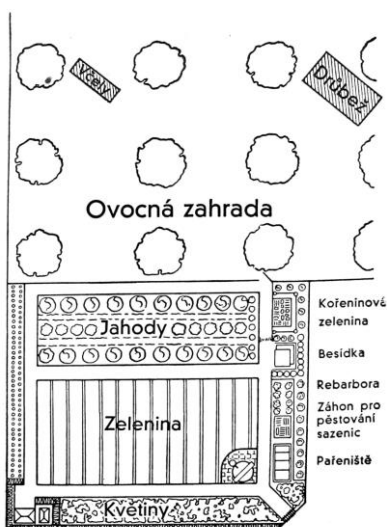 Včely
Drůbež
Ovocná zahrada
Jahody
Kořeninová
zelenina
Besídka
Rebarbora
Záhon pro
pěstování
sazenic
Pařeniště
Zelenina
Květiny